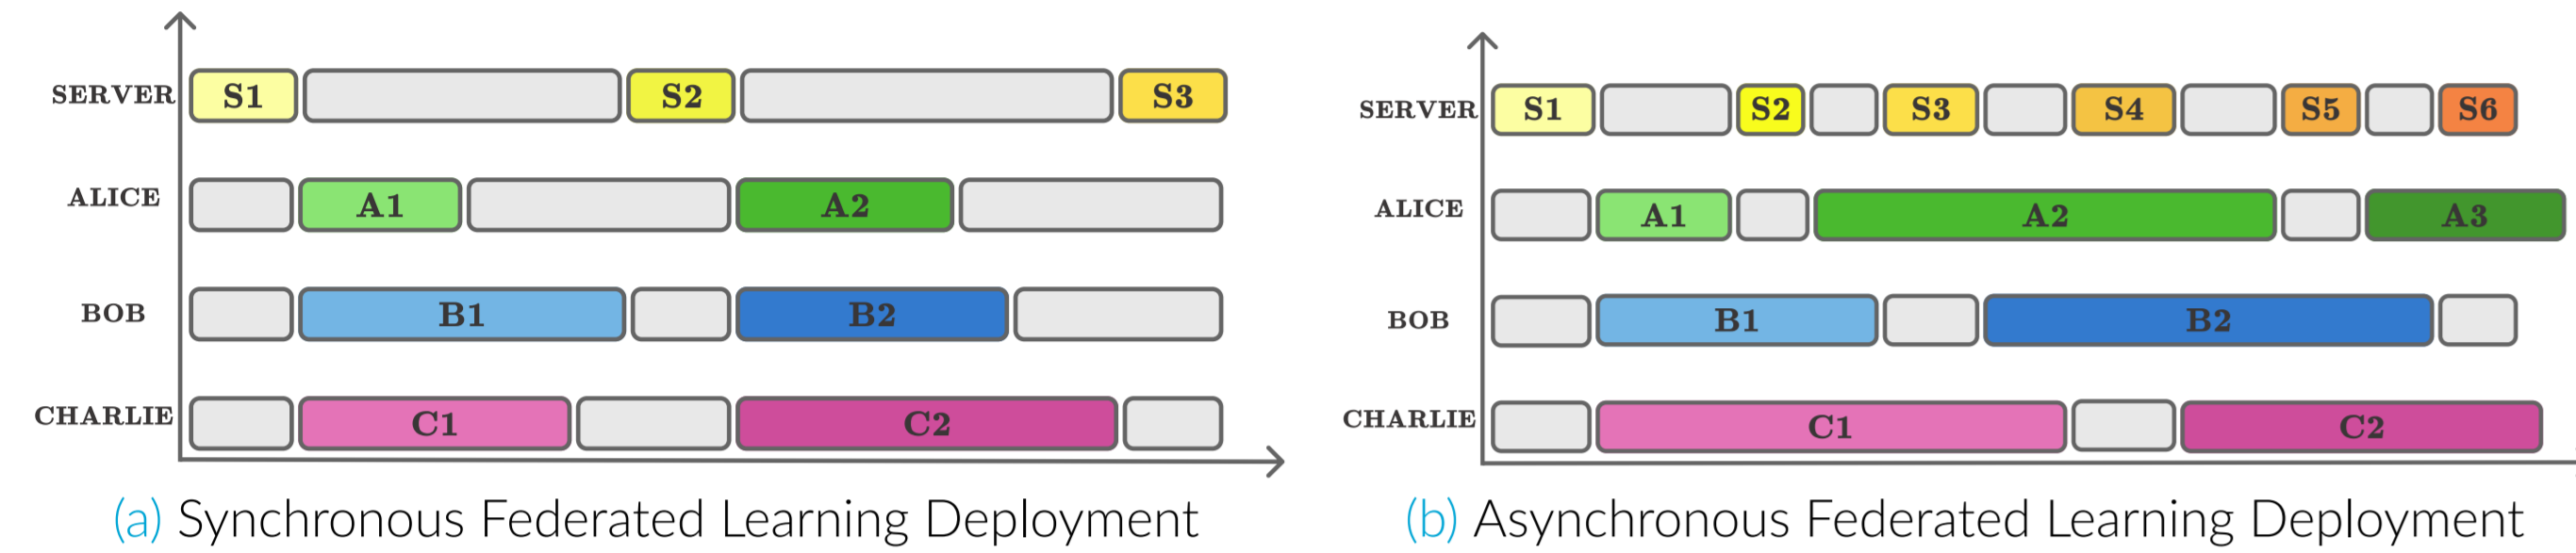 SERVER S1 S2 S3
ALICE A1 A2
BOB B1 B2
CHARLIE C1 C2
(a) Synchronous Federated Learning Deployment
SERVER S1 S2 S3 S4 S5 S6
ALICE A1 A2 A3
BOB B1 B2
CHARLIE C1 C2
(b) Asynchronous Federated Learning Deployment